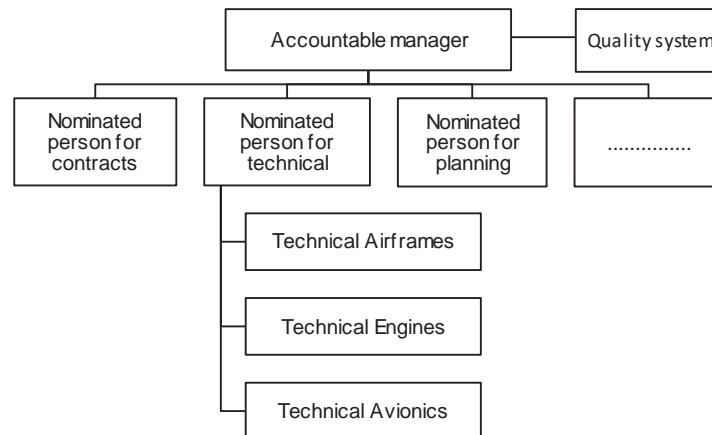 Accountable manager
Quality system
Nominated
person for
contracts
Nominated
person for
technical
Nominated
person for
planning
...............
Technical Airframes
Technical Engines
Technical Avionics